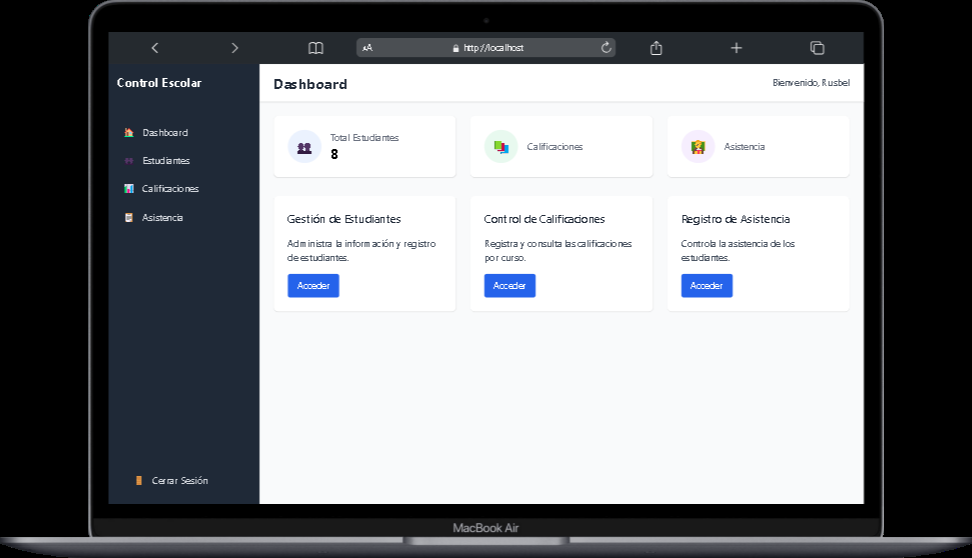 AA http://localhost
Control Escolar
Dashboard
Bienvenido, Rusbel
Dashboard
Estudiantes
Calificaciones
Asistencia
Total Estudiantes
8
Calificaciones
Asistencia
Gestión de Estudiantes
Administra la información y registro
de estudiantes.
Acceder
Control de Calificaciones
Registra y consulta las calificaciones
por curso.
Acceder
Registro de Asistencia
Controla la asistencia de los
estudiantes.
Acceder
Cerrar Sesión
MacBook Air